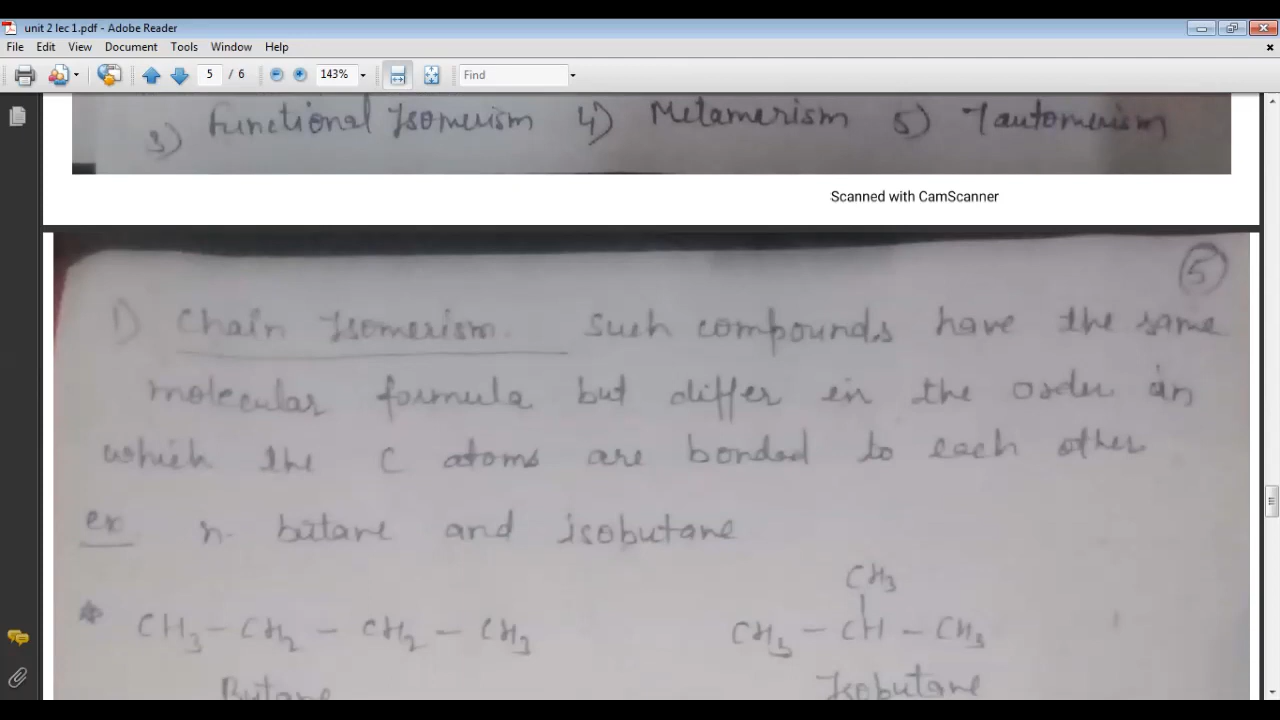 unit 2 lec 1.pdf - Adobe Reader
File Edit View Document Tools Window Help
5 / 6 143% Find
3) Functional Isomerism 4) Metamerism 5) Tautomerism
Scanned with CamScanner
5
1) Chain Isomerism. Such compounds have the same
molecular formula but differ in the order in
which the C atoms are bonded to each other
ex n-butane and isobutane
CH3
* CH3 - CH2 - CH2 - CH3 CH3 - CH - CH3
Butane Isobutane